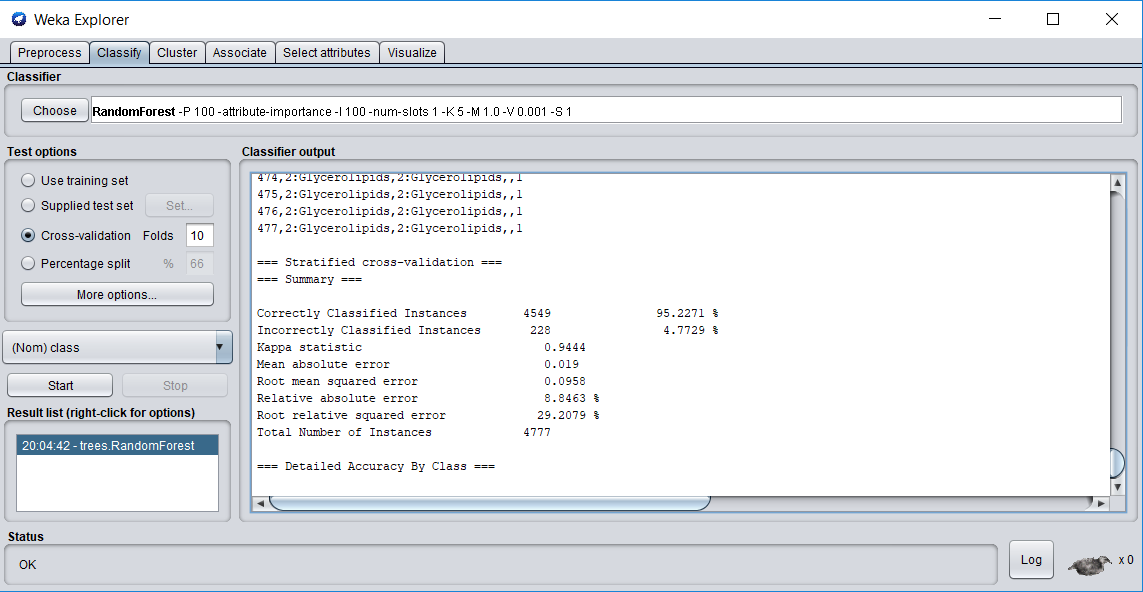 Weka Explorer
Preprocess Classify Cluster Associate Select attributes Visualize
Classifier
Choose RandomForest -P 100 -attribute-importance -I 100 -num-slots 1 -K 5 -M 1.0 -V 0.001 -S 1
Test options
Use training set
Supplied test set Set...
Cross-validation Folds 10
Percentage split % 66
More options...
(Nom) class
Start Stop
Result list (right-click for options)
20:04:42 - trees.RandomForest
Classifier output
474,2:Glycerolipids,2:Glycerolipids,,1
475,2:Glycerolipids,2:Glycerolipids,,1
476,2:Glycerolipids,2:Glycerolipids,,1
477,2:Glycerolipids,2:Glycerolipids,,1
=== Stratified cross-validation ===
=== Summary ===
Correctly Classified Instances 4549 95.2271 %
Incorrectly Classified Instances 228 4.7729 %
Kappa statistic 0.9444
Mean absolute error 0.019
Root mean squared error 0.0958
Relative absolute error 8.8463 %
Root relative squared error 29.2079 %
Total Number of Instances 4777
=== Detailed Accuracy By Class ===
Status
OK
Log x 0